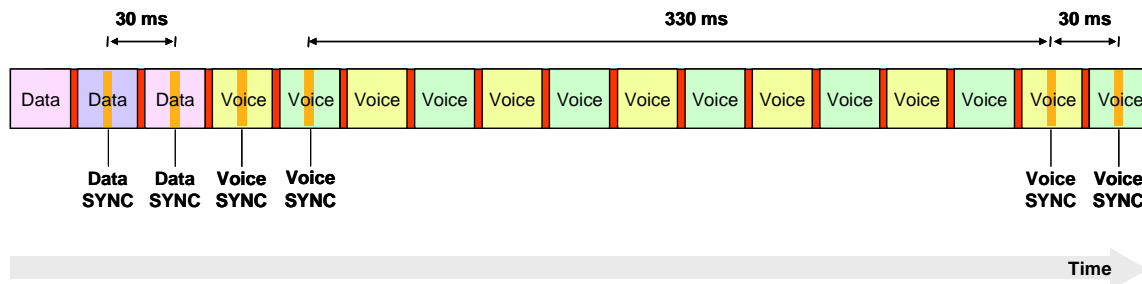 30 ms 330 ms 30 ms
Data Data Data Voice Voice Voice Voice Voice Voice Voice Voice Voice Voice Voice Voice Voice Voice
Data Data Voice Voice Voice Voice
SYNC SYNC SYNC SYNC SYNC SYNC
Time